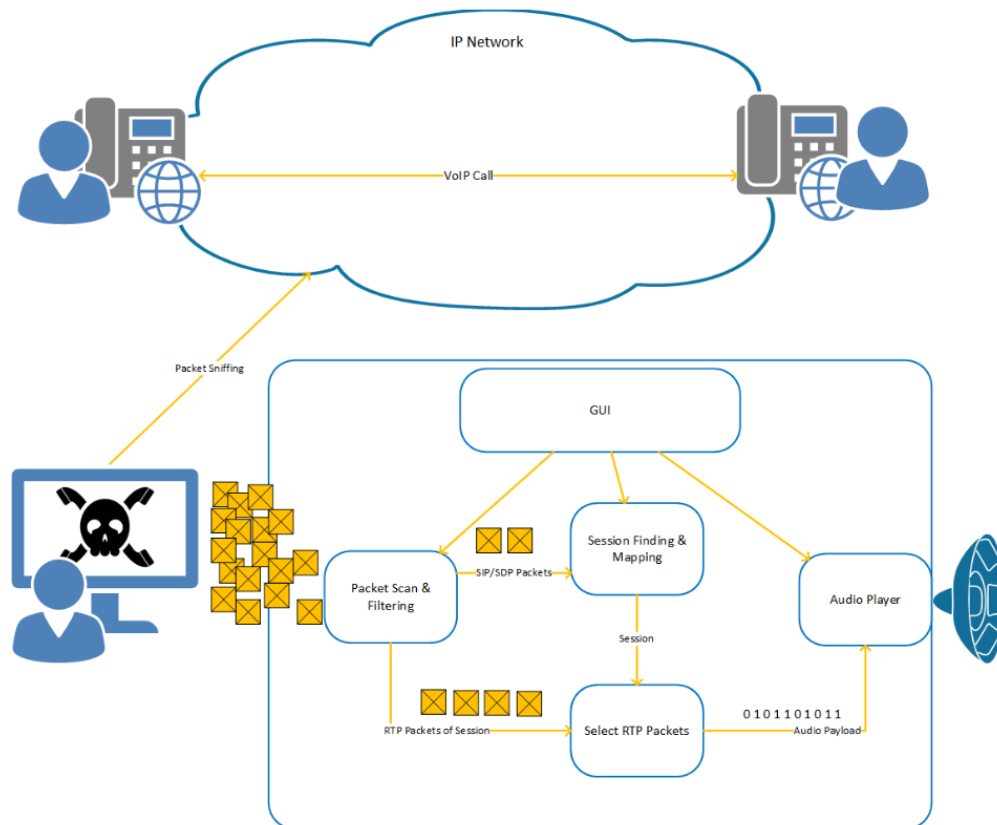 IP Network
VoIP Call
Packet Sniffing
GUI
Session Finding &
Mapping
SIP/SDP Packets
Packet Scan &
Filtering
Audio Player
Session
0 1 0 1 1 0 1 0 1 1
RTP Packets of Session
Select RTP Packets
Audio Payload